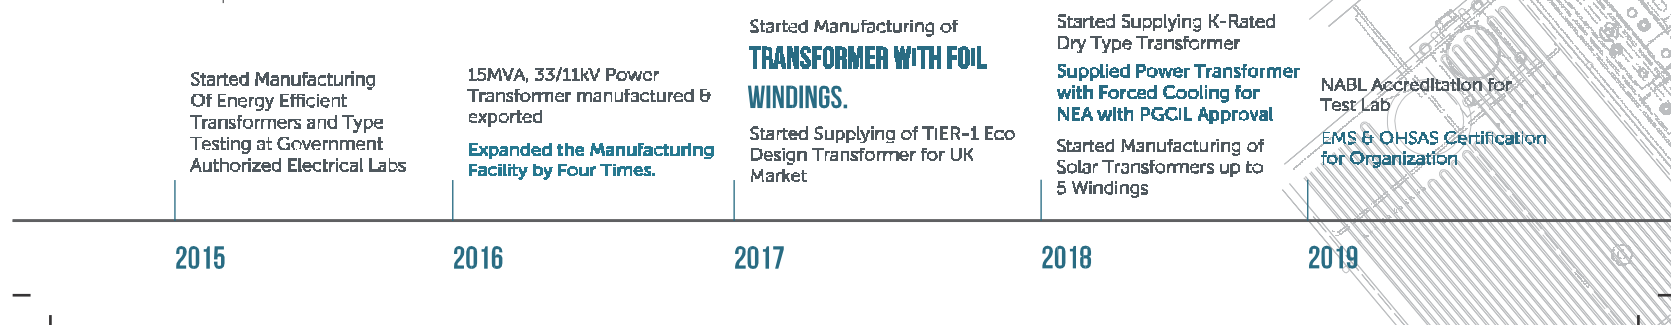 Started Manufacturing
Of Energy Efficient
Transformers and Type
Testing at Government
Authorized Electrical Labs
2015
15MVA, 33/11kV Power
Transformer manufactured &
exported
Expanded the Manufacturing
Facility by Four Times.
2016
Started Manufacturing of
TRANSFORMER WITH FOIL
WINDINGS.
Started Supplying of TIER-1 Eco
Design Transformer for UK
Market
2017
Started Supplying K-Rated
Dry Type Transformer
Supplied Power Transformer
with Forced Cooling for
NEA with PGCIL Approval
Started Manufacturing of
Solar Transformers up to
5 Windings
2018
NABL Accreditation for
Test Lab
EMS & OHSAS Certification
for Organization
2019